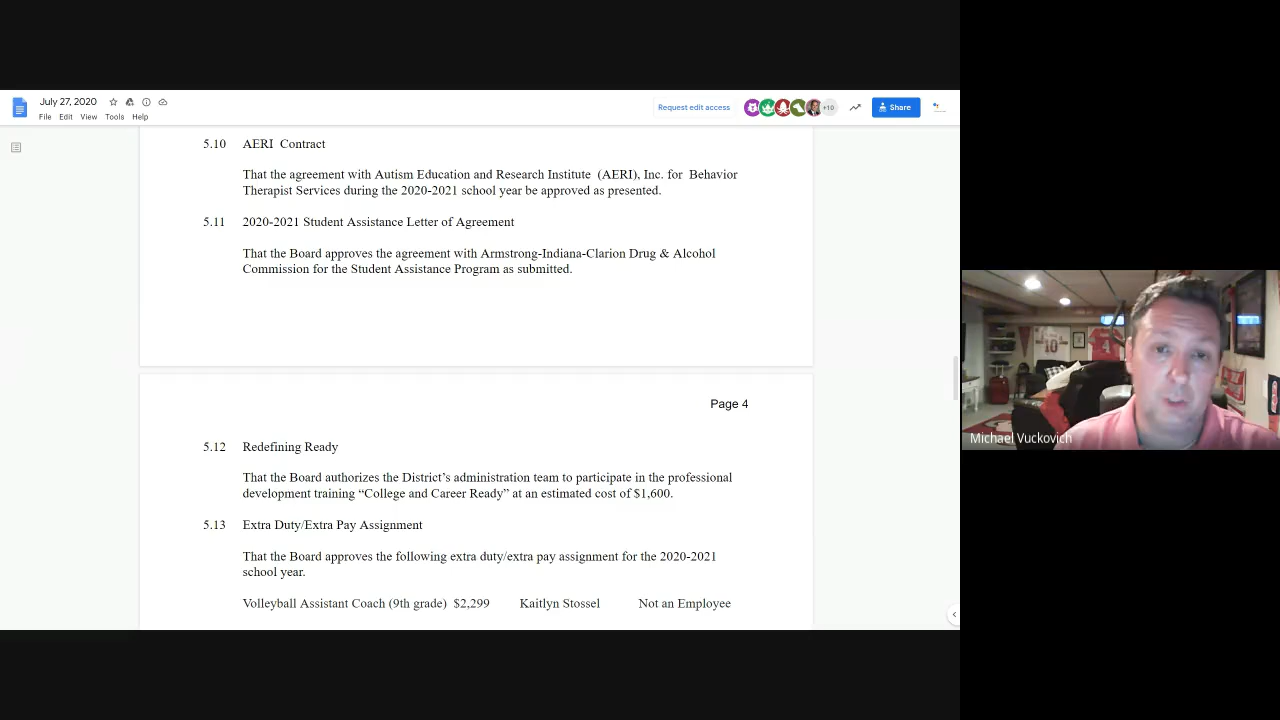 July 27, 2020
File Edit View Tools Help
Request edit access
+10
Share
5.10 AERI Contract
That the agreement with Autism Education and Research Institute (AERI), Inc. for Behavior
Therapist Services during the 2020-2021 school year be approved as presented.
5.11 2020-2021 Student Assistance Letter of Agreement
That the Board approves the agreement with Armstrong-Indiana-Clarion Drug & Alcohol
Commission for the Student Assistance Program as submitted.
Page 4
5.12 Redefining Ready
That the Board authorizes the District’s administration team to participate in the professional
development training “College and Career Ready” at an estimated cost of $1,600.
5.13 Extra Duty/Extra Pay Assignment
That the Board approves the following extra duty/extra pay assignment for the 2020-2021
school year.
Volleyball Assistant Coach (9th grade) $2,299 Kaitlyn Stossel Not an Employee
10
4
Michael Vuckovich